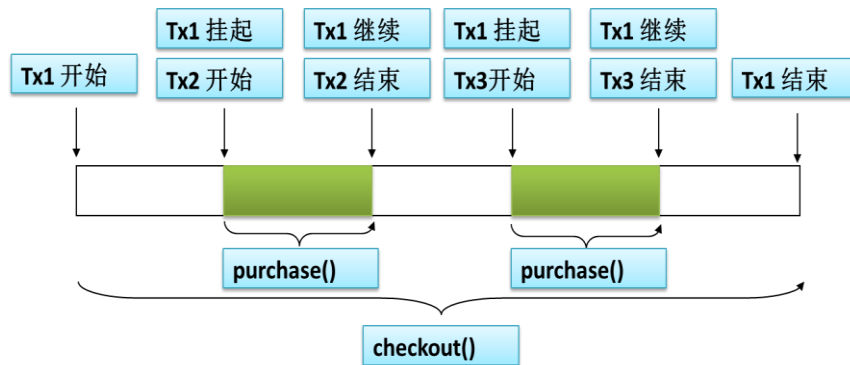 Tx1 挂起
Tx1 继续
Tx1 挂起
Tx1 继续
Tx1 开始
Tx2 开始
Tx2 结束
Tx3开始
Tx3 结束
Tx1 结束
purchase()
purchase()
checkout()